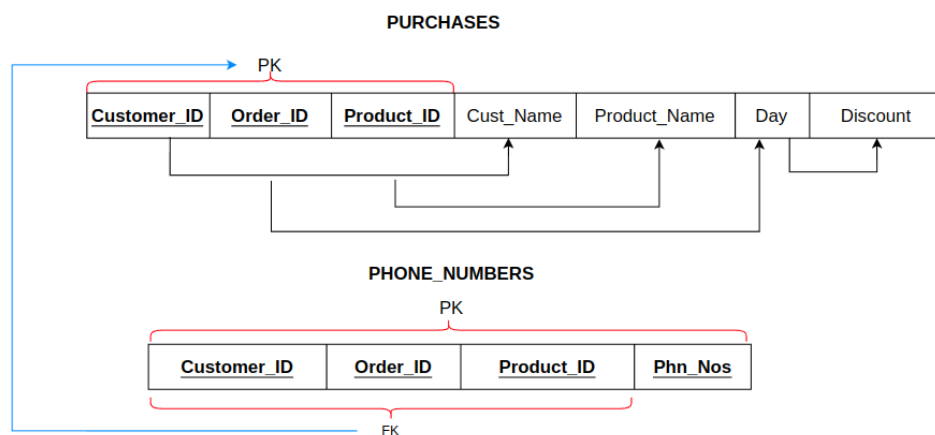 PURCHASES
PK
Customer_ID Order_ID Product_ID Cust_Name Product_Name Day Discount
PHONE_NUMBERS
PK
Customer_ID Order_ID Product_ID Phn_Nos
FK